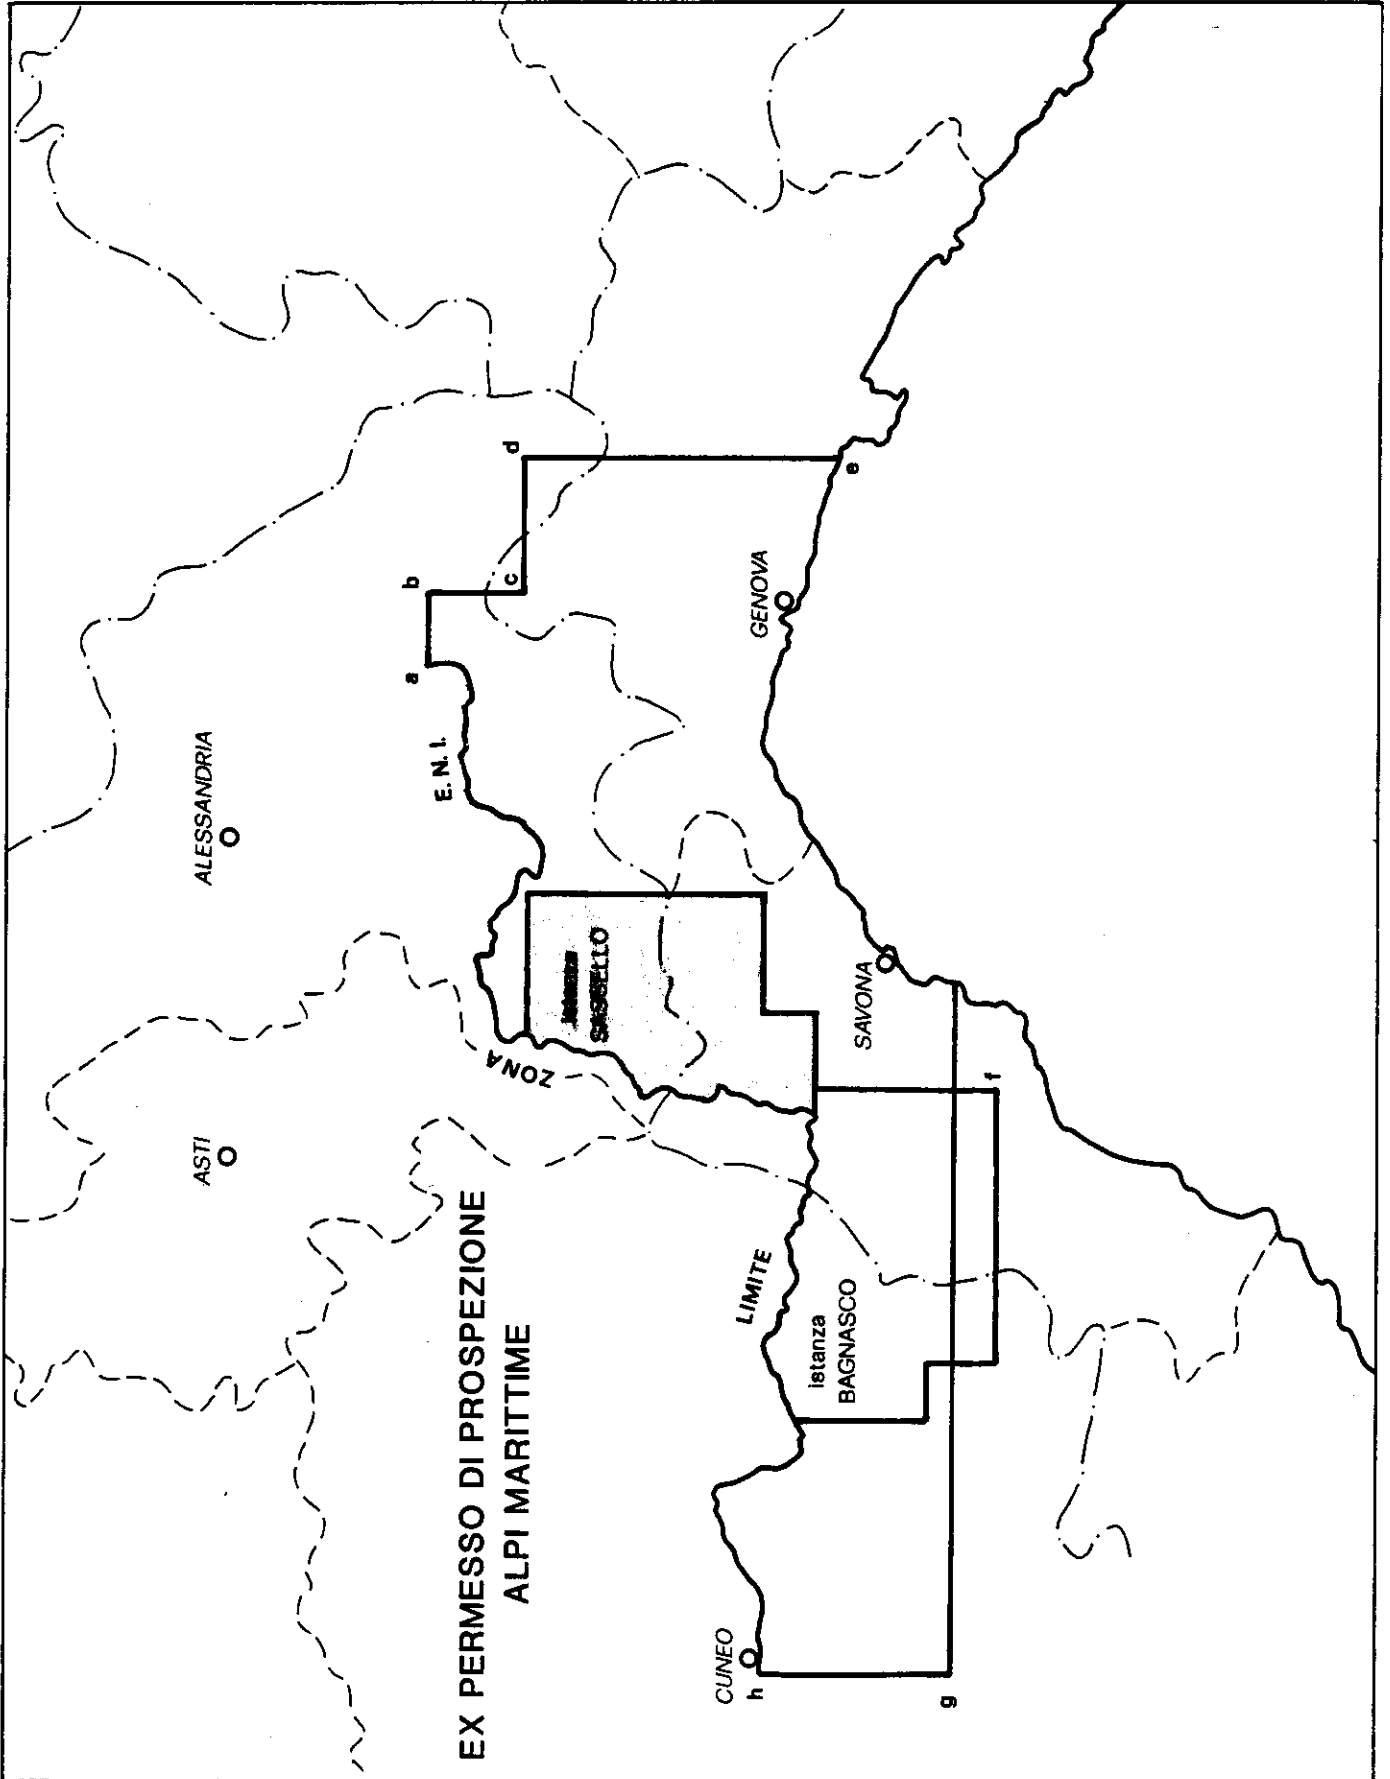 EX PERMESSO DI PROSPEZIONE
ALPI MARITTIME
ASTI
ALESSANDRIA
a
b
c
d
e
E. N. I.
ZONA
LIMITE
SASSELLO
GENOVA
SAVONA
f
istanza
BAGNASCO
CUNEO
h
g